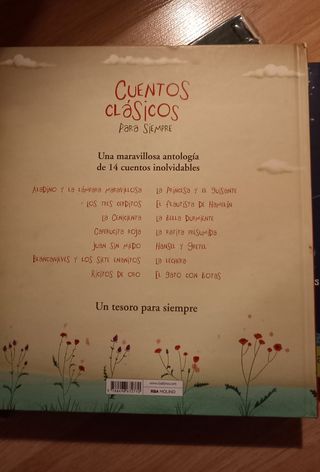 CUENTOS
CLÁSICOS
PARA SIEMPRE
Una maravillosa antología
de 14 cuentos inolvidables
ALADINO Y LA LÁMPARA MARAVILLOSA
LOS TRES CERDITOS
LA CENICIENTA
CAPERUCITA ROJA
JUAN SIN MIEDO
BLANCANIEVES Y LOS SIETE ENANITOS
RICITOS DE ORO
LA PRINCESA Y EL GUISANTE
EL FLAUTISTA DE HAMELÍN
LA BELLA DURMIENTE
LA RATITA PRESUMIDA
HANSEL Y GRETEL
LA LECHERA
EL GATO CON BOTAS
Un tesoro para siempre
RBA MOLINO